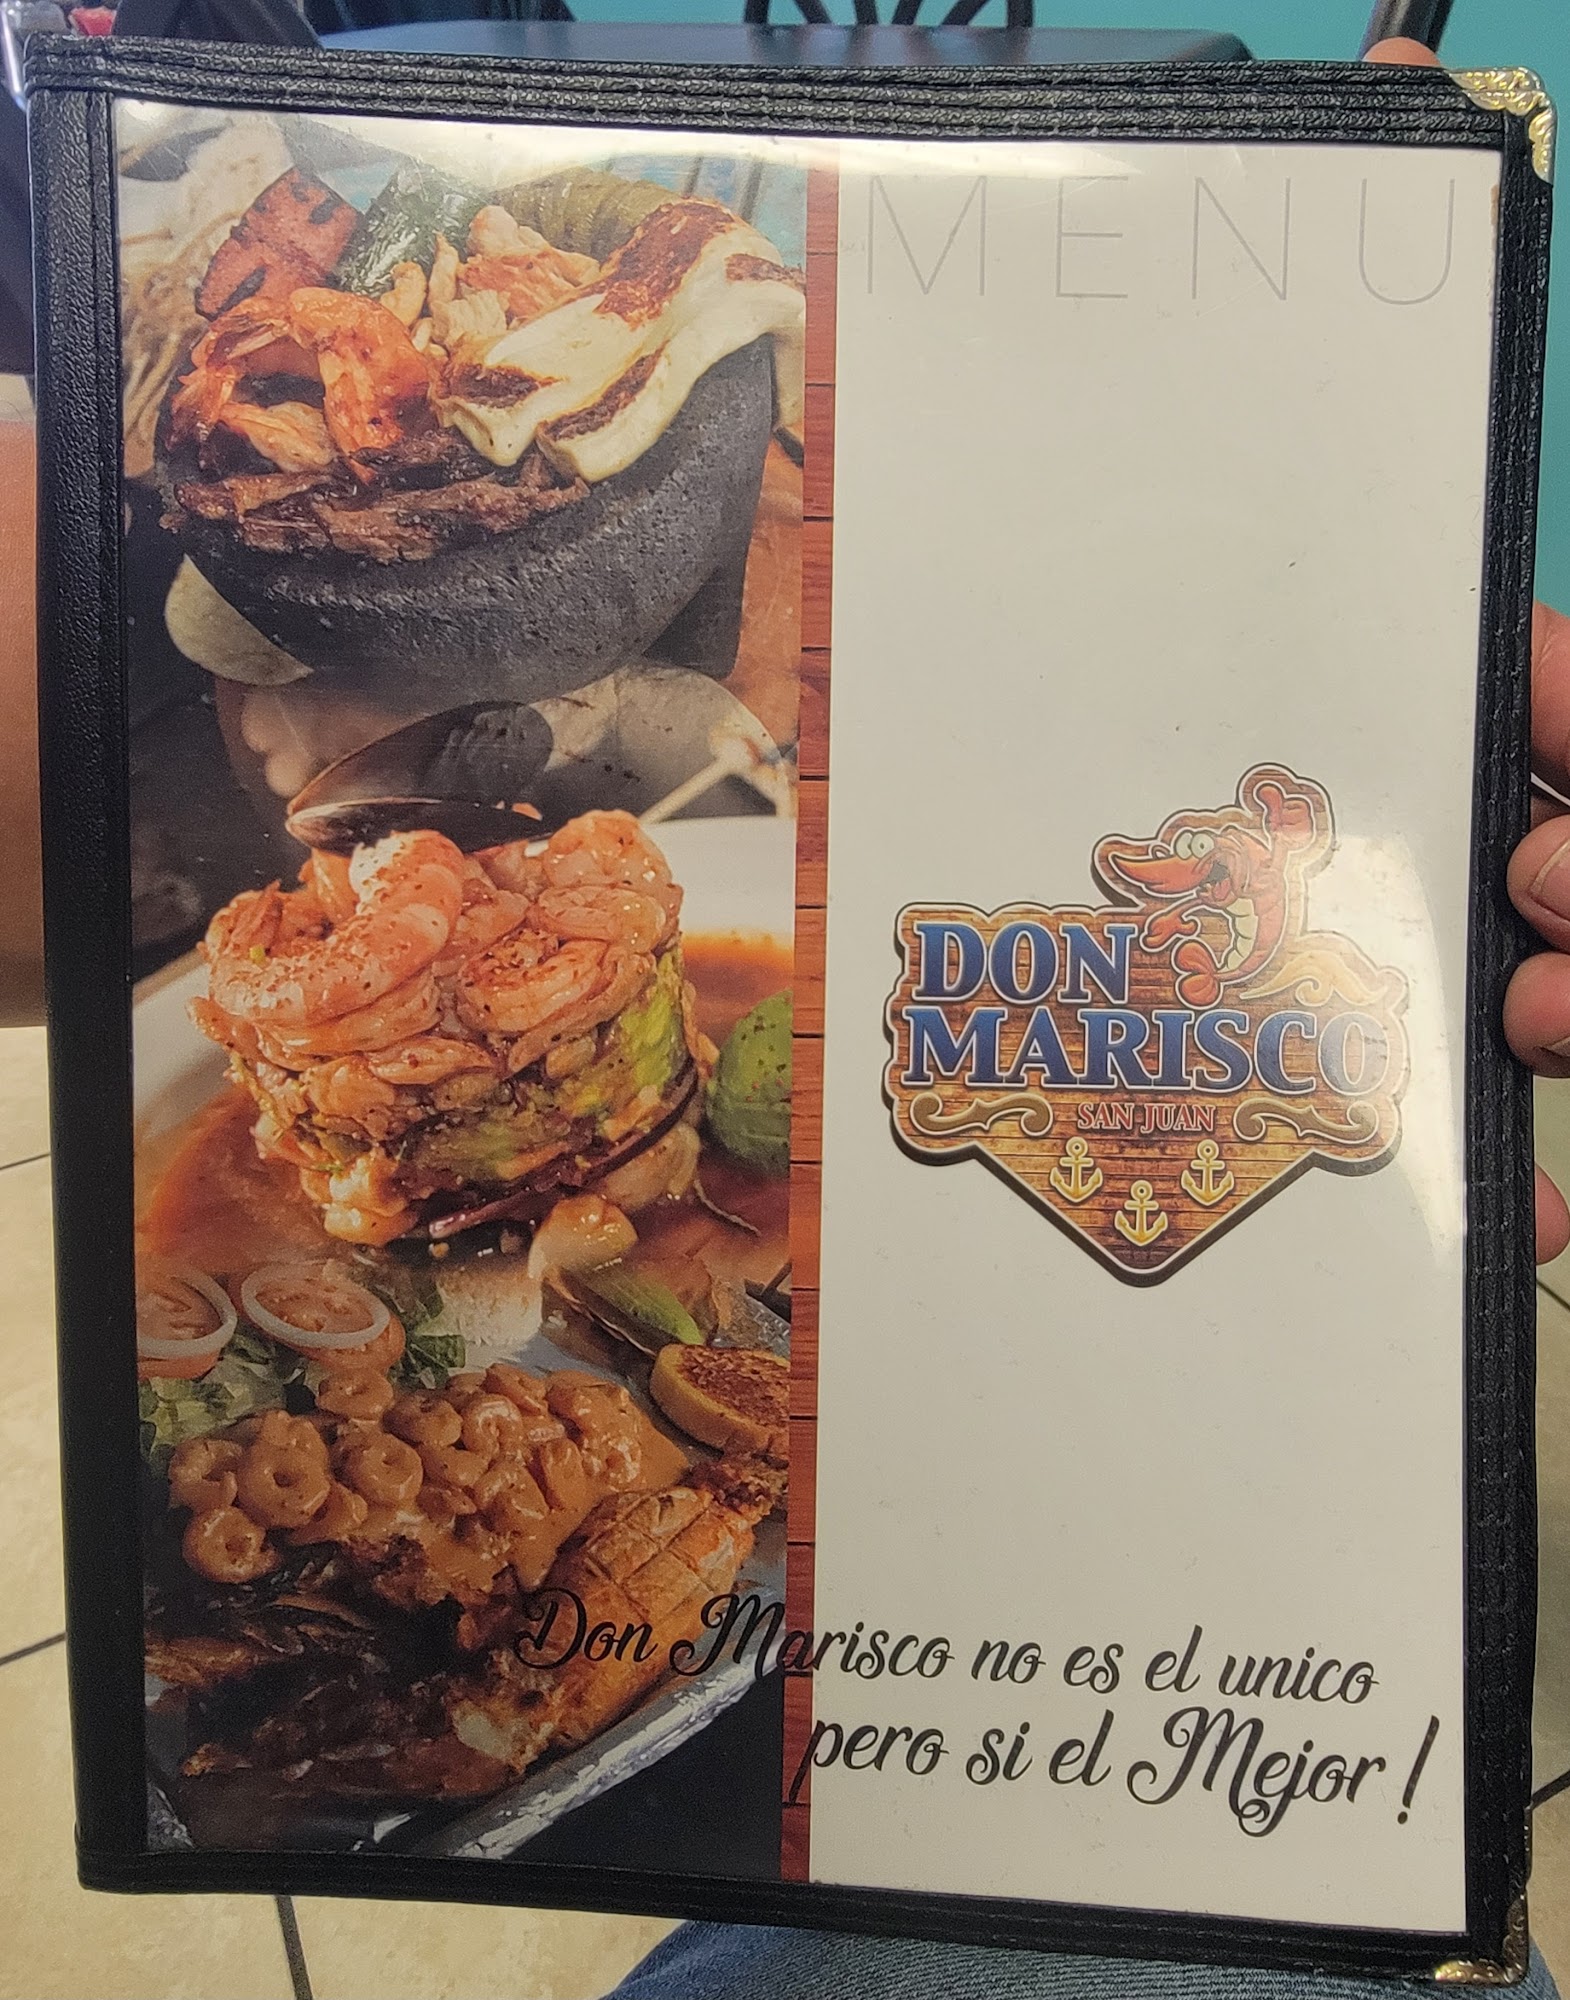 MENU
DON
MARISCO
SAN JUAN
Don Marisco no es el unico
pero si el Mejor!